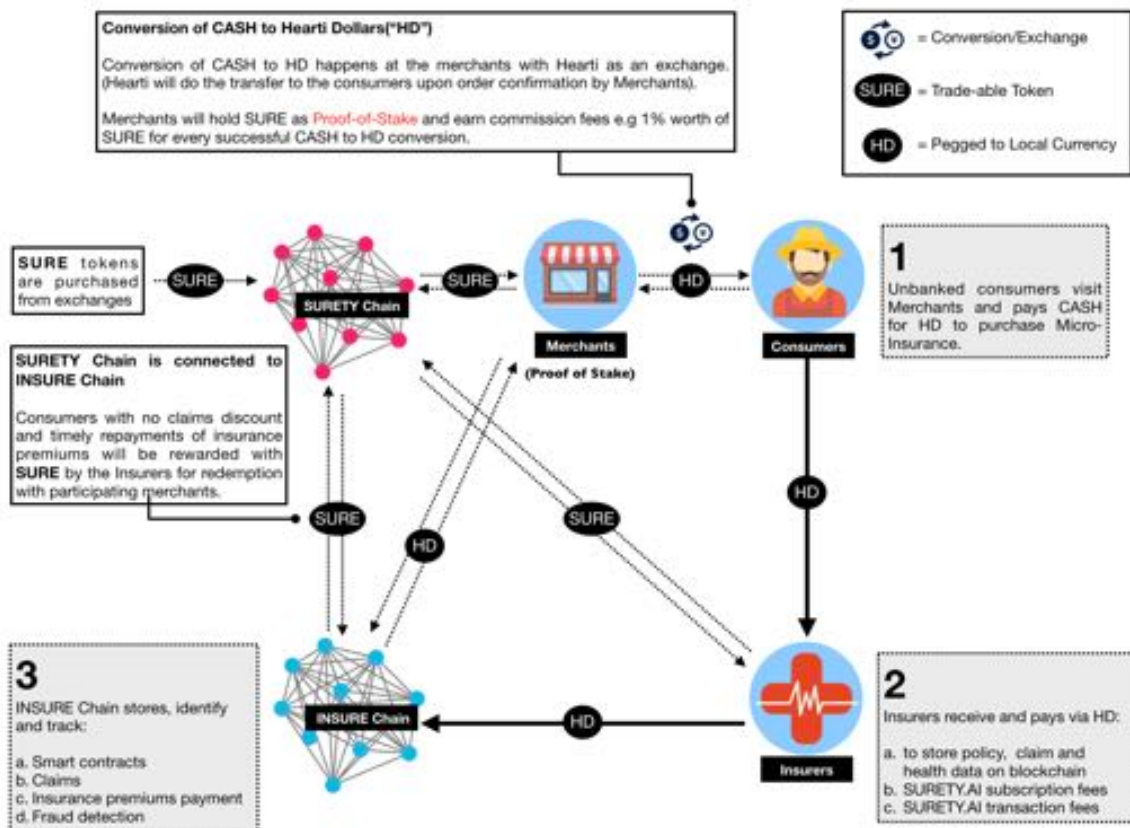 Conversion of CASH to Hearti Dollars("HD")
Conversion of CASH to HD happens at the merchants with Hearti as an exchange.
(Hearti will do the transfer to the consumers upon order confirmation by Merchants).
Merchants will hold SURE as Proof-of-Stake and earn commission fees e.g 1% worth of
SURE for every successful CASH to HD conversion.
= Conversion/Exchange
SURE = Trade-able Token
HD = Pegged to Local Currency
SURE tokens
are purchased
from exchanges
SURE
SURETY Chain
SURE
Merchants
(Proof of Stake)
HD
Consumers
1
Unbanked consumers visit
Merchants and pays CASH
for HD to purchase Micro-
Insurance.
SURETY Chain is connected to
INSURE Chain
Consumers with no claims discount
and timely repayments of insurance
premiums will be rewarded with
SURE by the Insurers for redemption
with participating merchants.
SURE
HD
SURE
HD
3
INSURE Chain stores, identify
and track:
a. Smart contracts
b. Claims
c. Insurance premiums payment
d. Fraud detection
INSURE Chain
HD
Insurers
2
Insurers receive and pays via HD:
a. to store policy, claim and
health data on blockchain
b. SURETY.AI subscription fees
c. SURETY.AI transaction fees